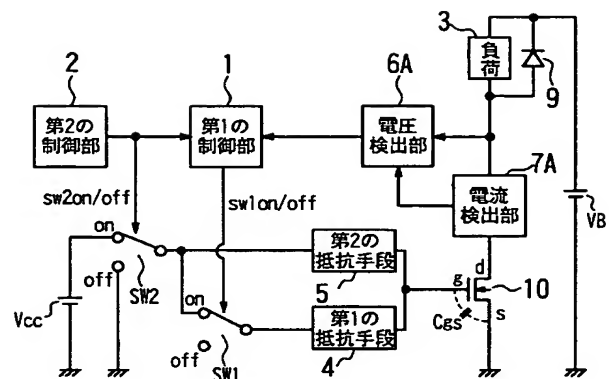 3
負
荷
9
2
第2の
制御部
1
第1の
制御部
6A
電圧
検出部
7A
電流
検出部
VB
sw2on/off
sw1on/off
on
off
SW2
Vcc
on
off
SW1
第2の
抵抗手段
5
第1の
抵抗手段
4
d
g
s
10
Cgs